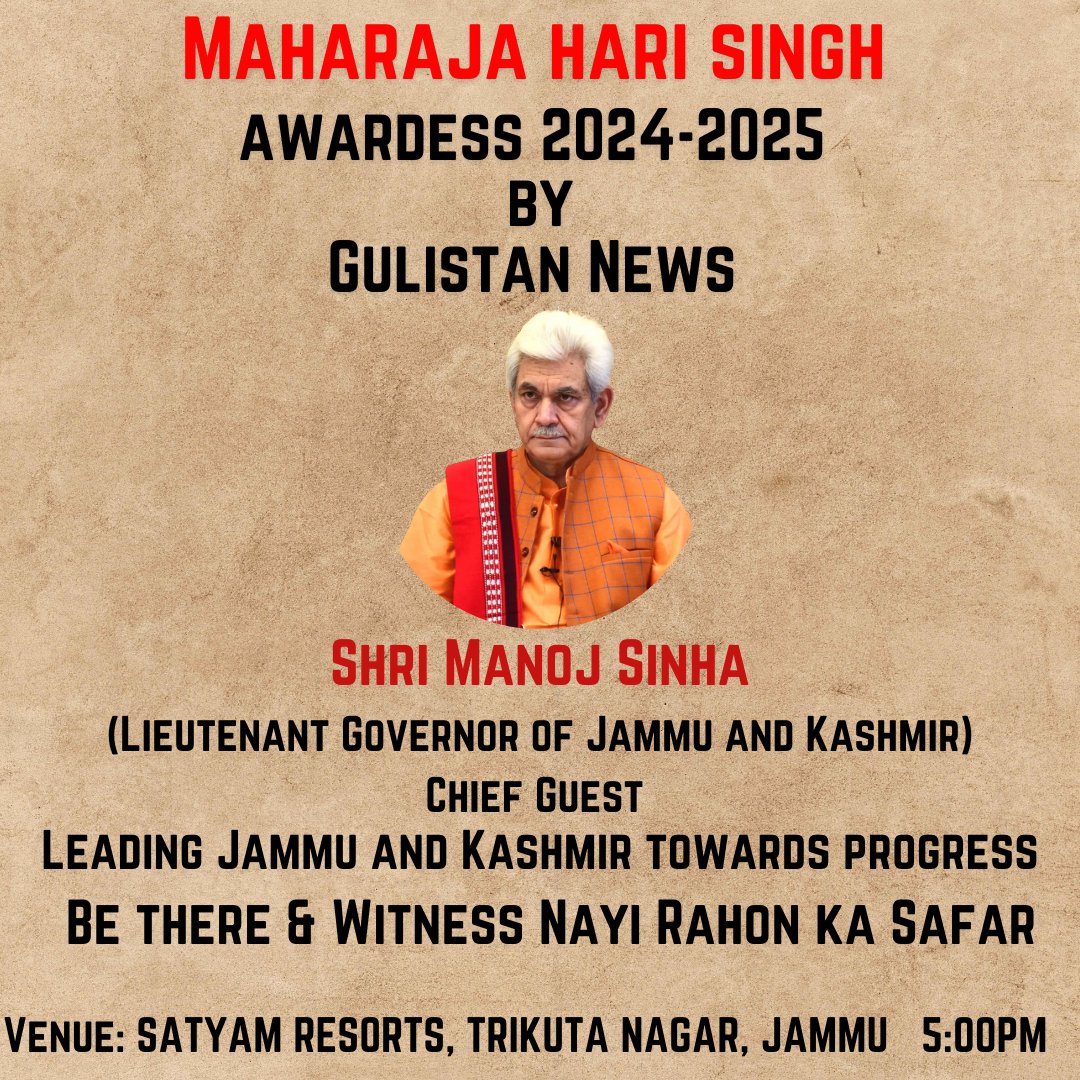 Maharaja hari singh
awardess 2024-2025
by
Gulistan News
Shri Manoj Sinha
(Lieutenant Governor of Jammu and Kashmir)
Chief Guest
Leading Jammu and Kashmir towards progress
Be there & Witness Nayi Rahon ka Safar
Venue: SATYAM RESORTS, TRIKUTA NAGAR, JAMMU 5:00PM